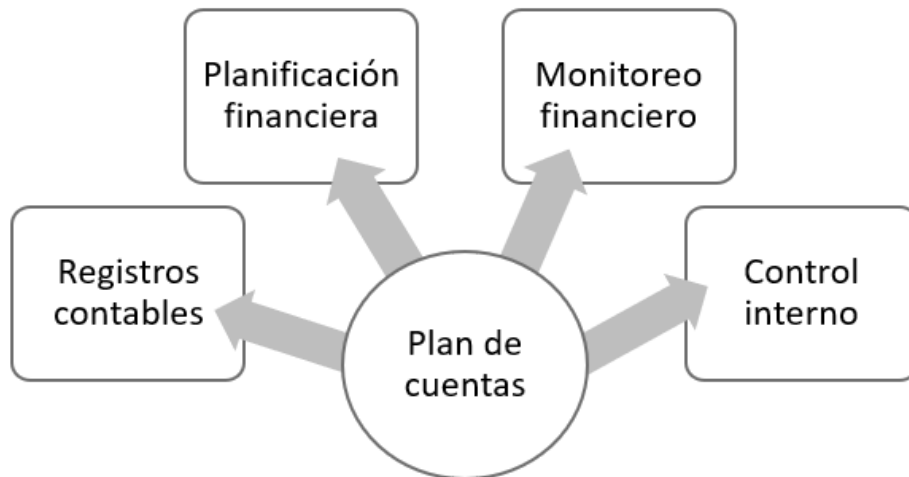 Planificación
financiera
Monitoreo
financiero
Registros
contables
Control
interno
Plan de
cuentas